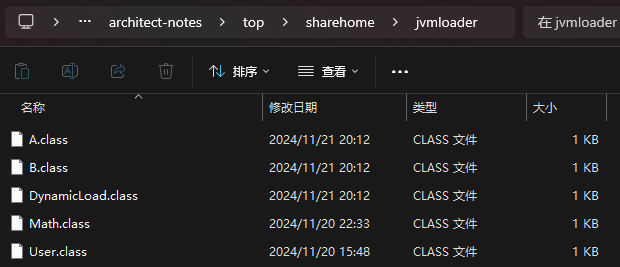 architect-notes > top > sharehome > jvmloader 在 jvmloader
排序 查看
名称 修改日期 类型 大小
A.class 2024/11/21 20:12 CLASS 文件 1 KB
B.class 2024/11/21 20:12 CLASS 文件 1 KB
DynamicLoad.class 2024/11/21 20:12 CLASS 文件 1 KB
Math.class 2024/11/20 22:33 CLASS 文件 1 KB
User.class 2024/11/20 15:48 CLASS 文件 1 KB